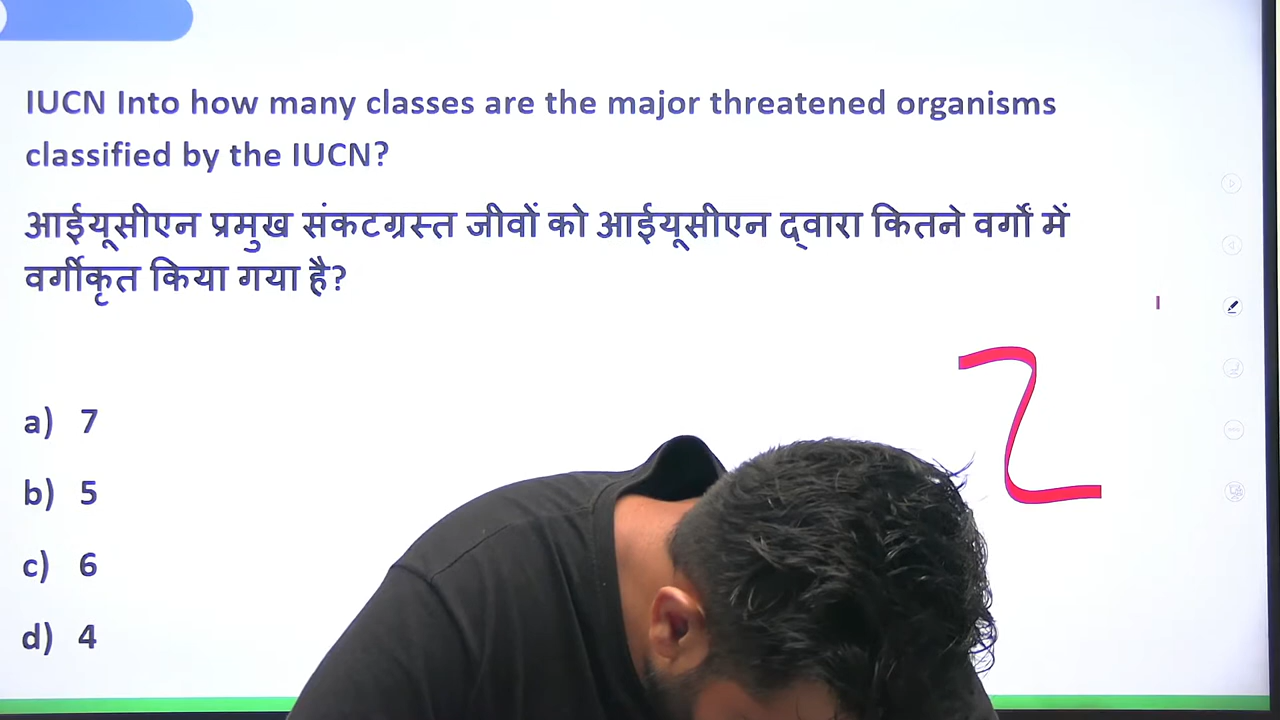 IUCN Into how many classes are the major threatened organisms
classified by the IUCN?
आईयूसीएन प्रमुख संकटग्रस्त जीवों को आईयूसीएन द्वारा कितने वर्गों में
वर्गीकृत किया गया है?
a) 7
b) 5
c) 6
d) 4